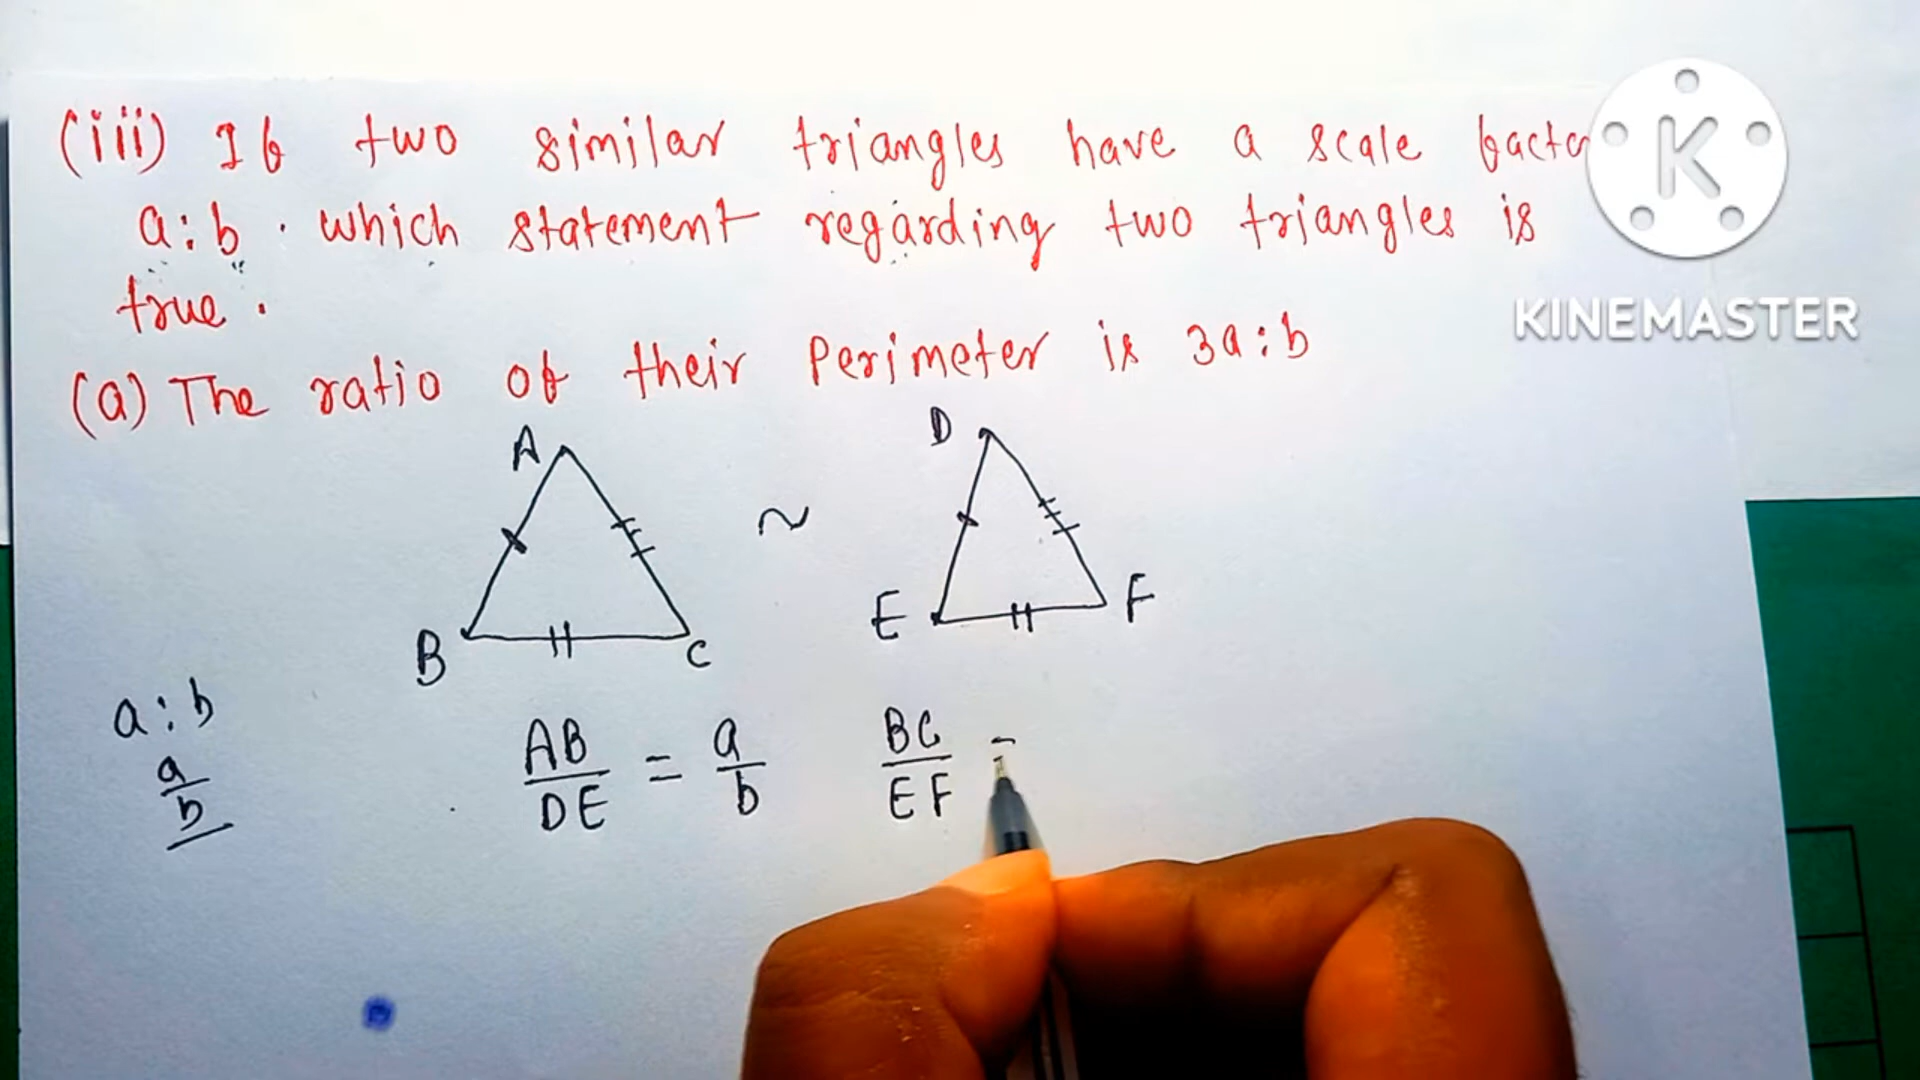 (iii) If two similar triangles have a scale facto
a:b . which statement regarding two triangles is
true .
(a) The ratio of their Perimeter is 3a:b
K
KINEMASTER
A
D
~
B
C
E
F
a:b
a
b
AB
DE
=
a
b
BC
EF
=